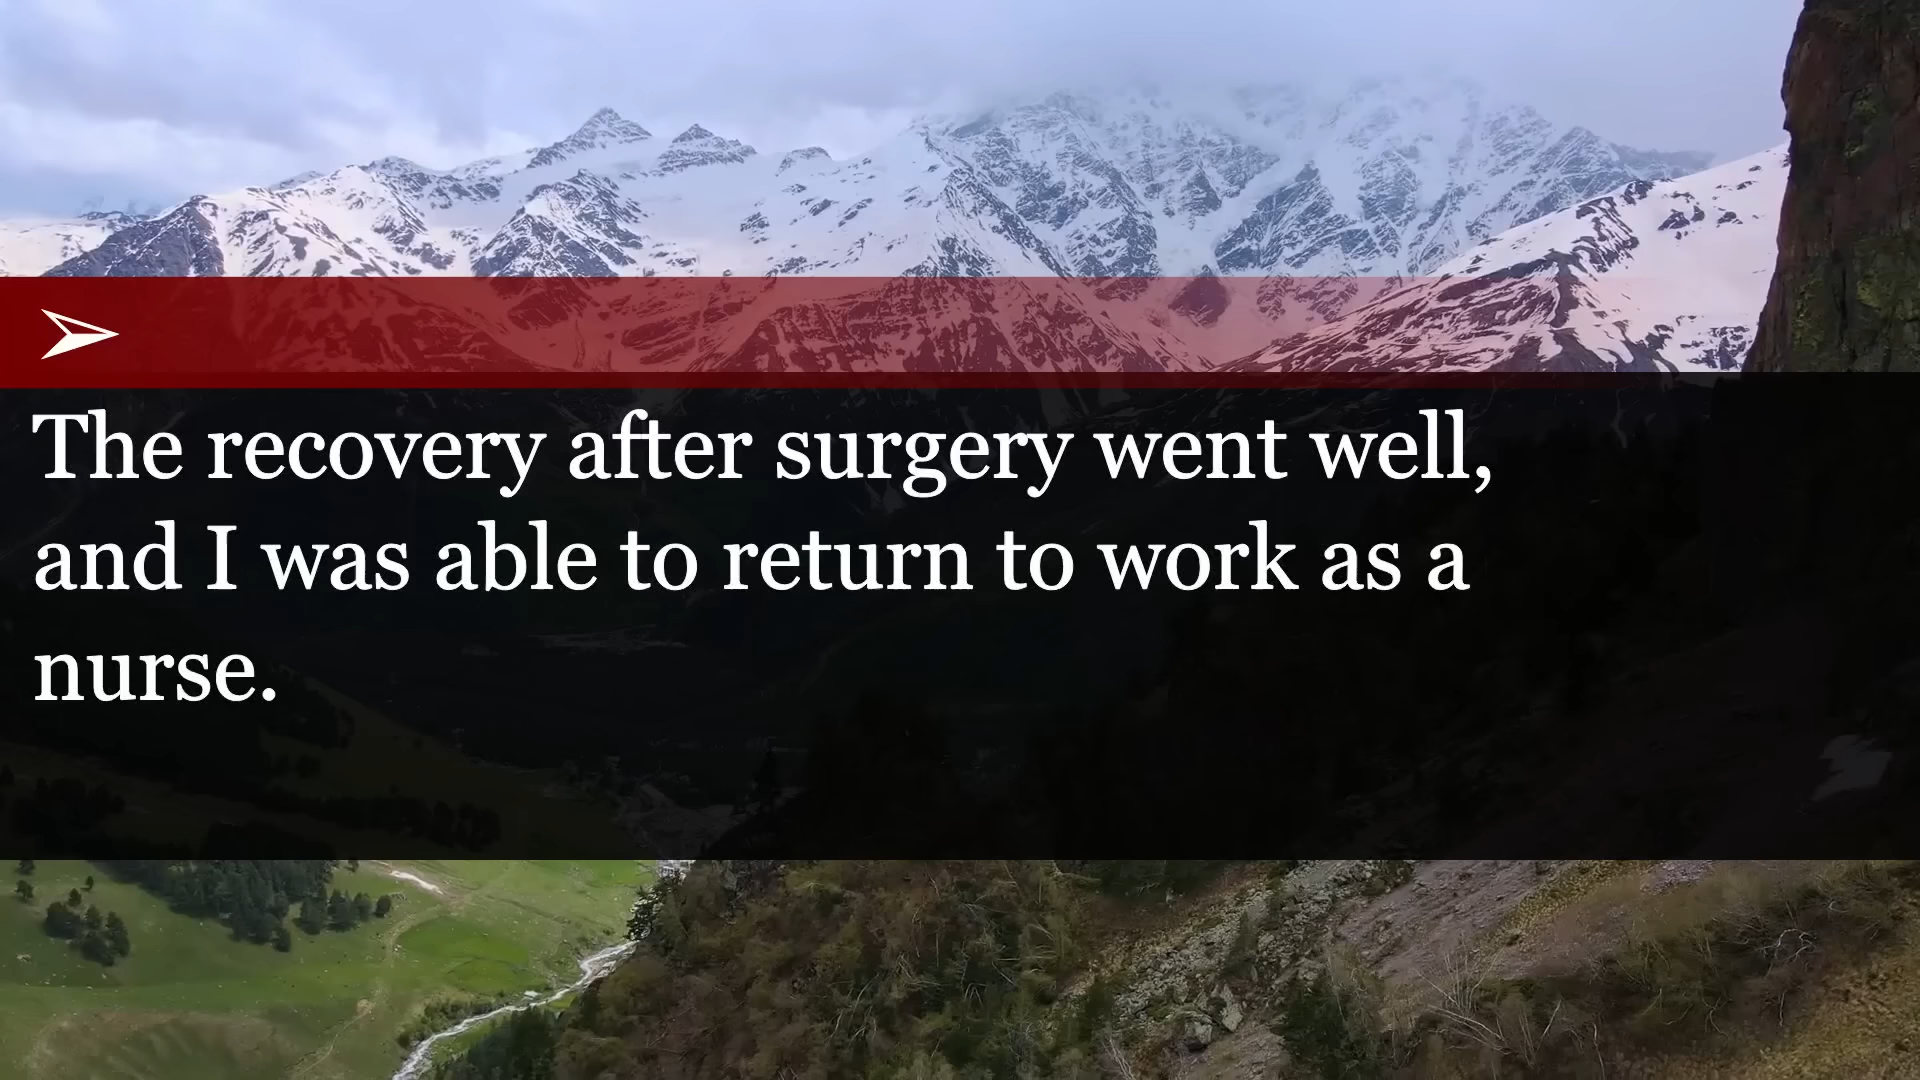 The recovery after surgery went well,
and I was able to return to work as a
nurse.